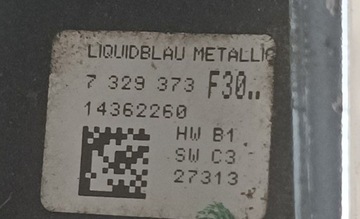 LIQUIDBLAU METALLIC
7 329 373 F30..
14362260
HW B1
SW C3
27313